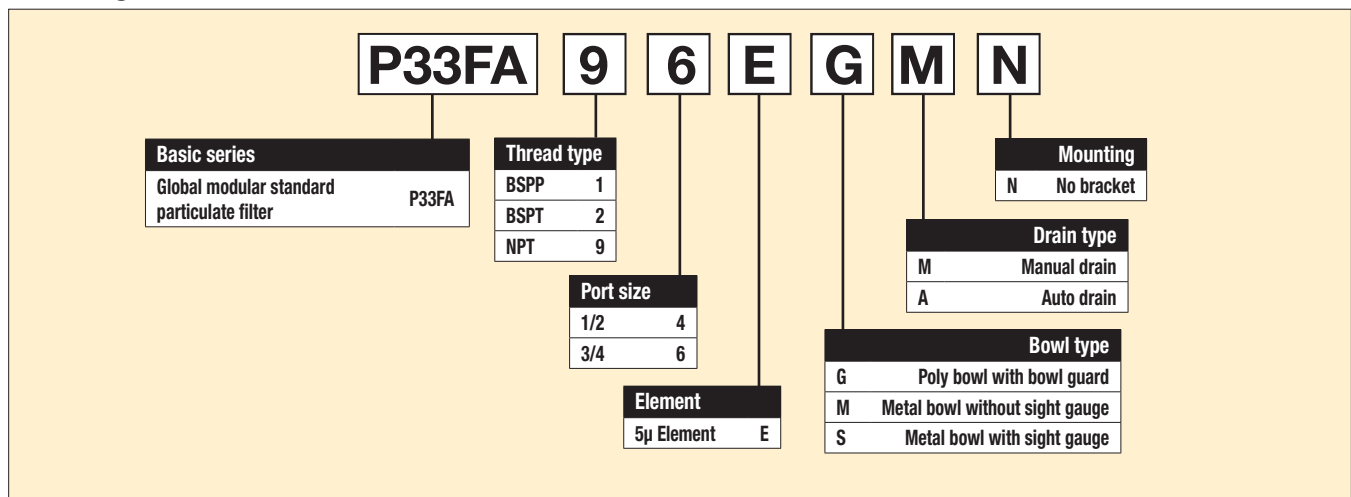 P33FA 9 6 E G M N
Basic series
Global modular standard
particulate filter P33FA
Thread type
BSPP 1
BSPT 2
NPT 9
Port size
1/2 4
3/4 6
Element
5µ Element E
Mounting
N No bracket
Drain type
M Manual drain
A Auto drain
Bowl type
G Poly bowl with bowl guard
M Metal bowl without sight gauge
S Metal bowl with sight gauge